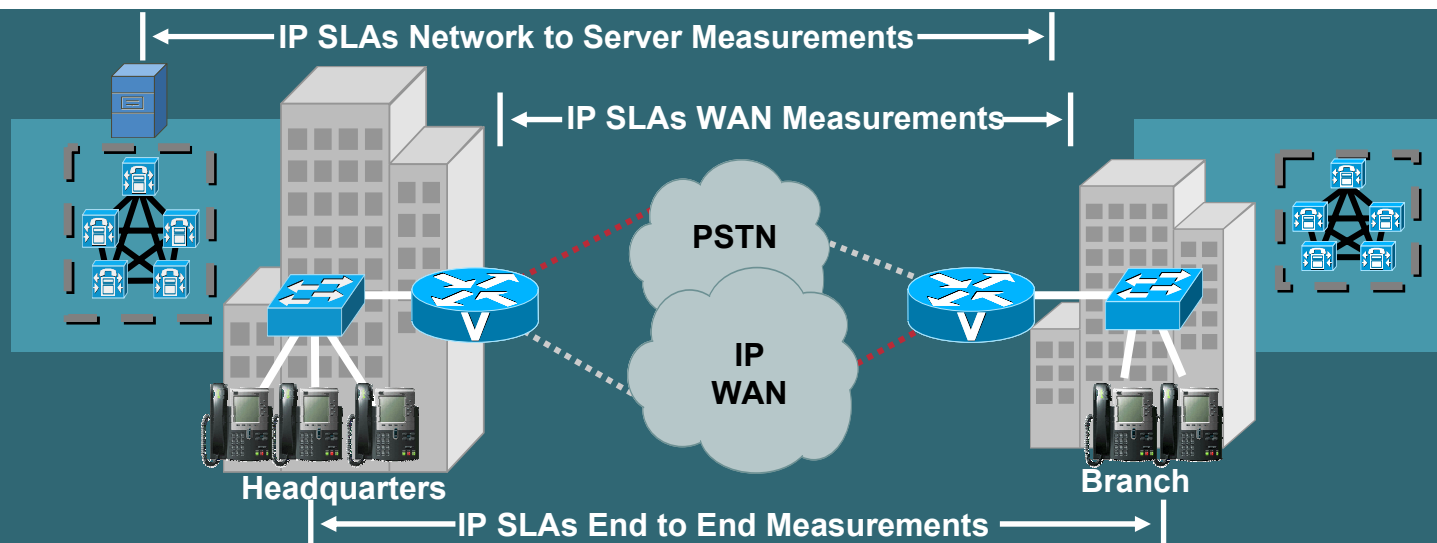 IP SLAs Network to Server Measurements
IP SLAs WAN Measurements
PSTN
V
V
IP
WAN
Headquarters
Branch
IP SLAs End to End Measurements